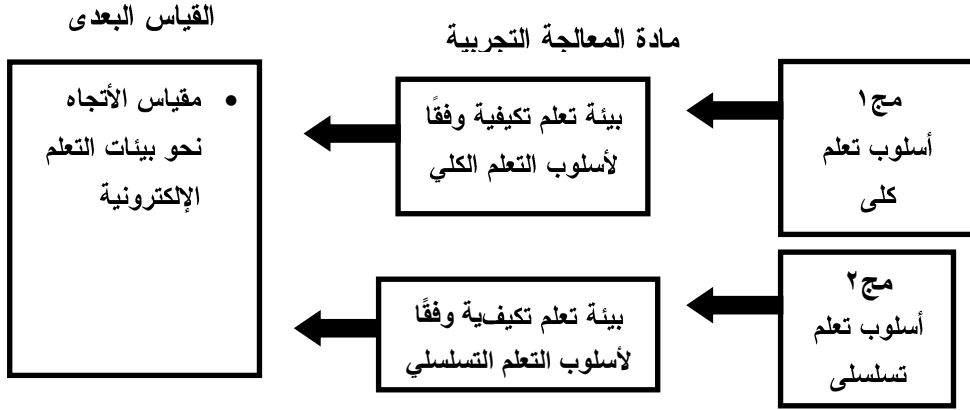 القياس البعدى
مادة المعالجة التجريبية
مج١
أسلوب تعلم
كلى
بيئة تعلم تكيفية وفقًا
لأسلوب التعلم الكلي
• مقياس الأتجاه
نحو بيئات التعلم
الإلكترونية
مج٢
أسلوب تعلم
تسلسلى
بيئة تعلم تكيفية وفقًا
لأسلوب التعلم التسلسلي